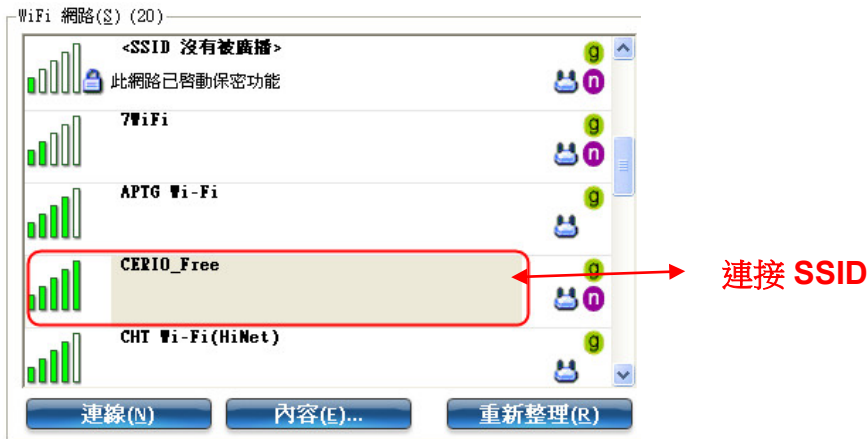 WiFi 網路(S) (20)
<SSID 沒有被廣播>
g
此網路已啓動保密功能
n
7WiFi
g
n
APTG Wi-Fi
g
CERIO_Free
g
n
連接 SSID
CHT Wi-Fi(HiNet)
g
連線(N)
內容(E)...
重新整理(R)